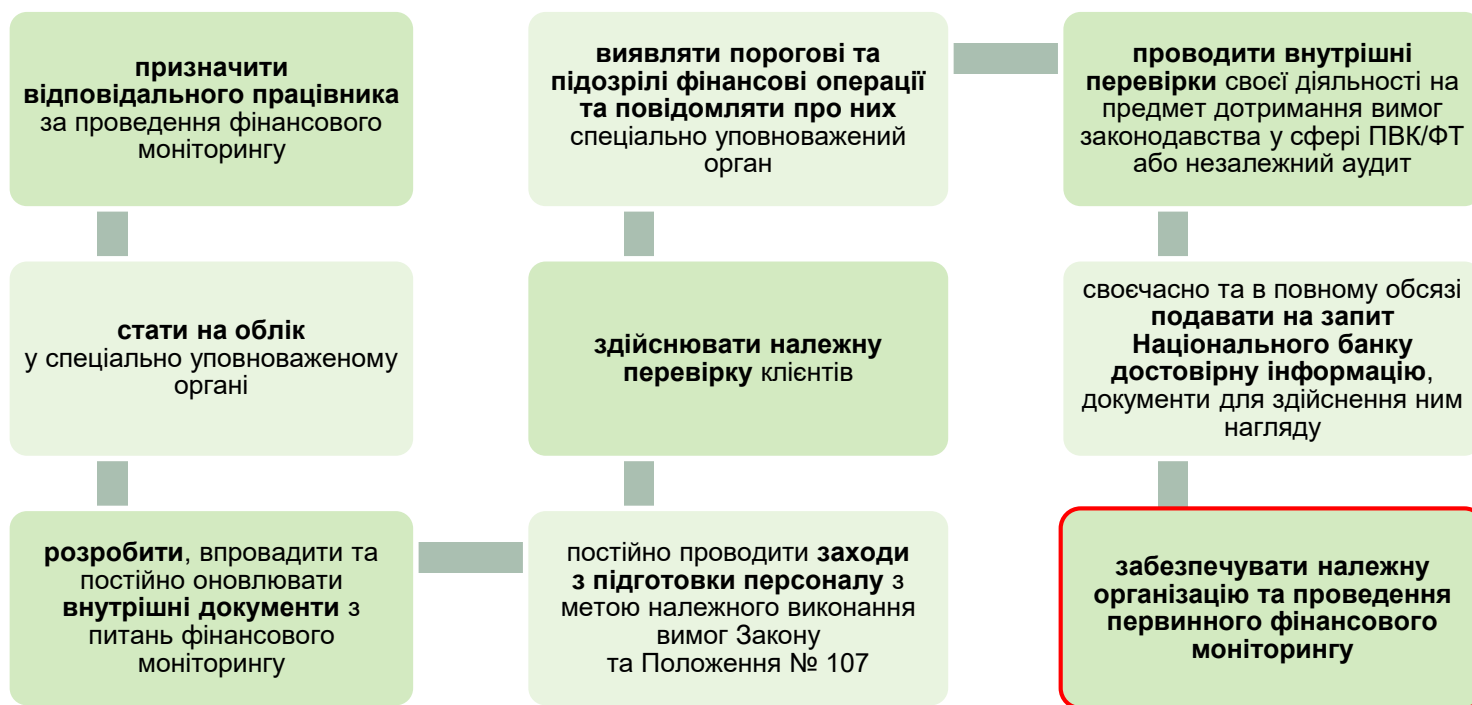 призначити
відповідального працівника
за проведення фінансового
моніторингу
стати на облік
у спеціально уповноваженому
органі
розробити, впровадити та
постійно оновлювати
внутрішні документи з
питань фінансового
моніторингу
постійно проводити заходи
з підготовки персоналу з
метою належного виконання
вимог Закону
та Положення № 107
здійснювати належну
перевірку клієнтів
виявляти порогові та
підозрілі фінансові операції
та повідомляти про них
спеціально уповноважений
орган
проводити внутрішні
перевірки своєї діяльності на
предмет дотримання вимог
законодавства у сфері ПВК/ФТ
або незалежний аудит
своєчасно та в повному обсязі
подавати на запит
Національного банку
достовірну інформацію,
документи для здійснення ним
нагляду
забезпечувати належну
організацію та проведення
первинного фінансового
моніторингу